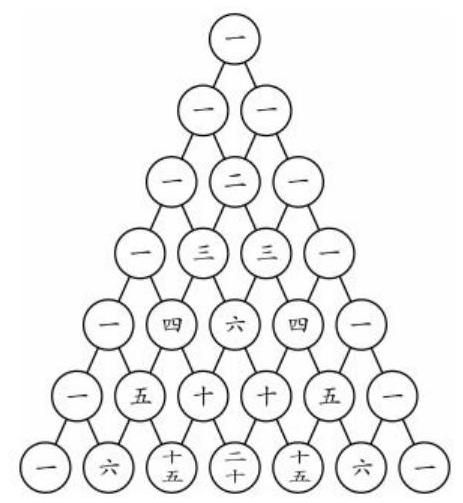 一
一 一
一 二 一
一 三 三 一
一 四 六 四 一
一 五 十 十 五 一
一 六 十五 二十 十五 六 一